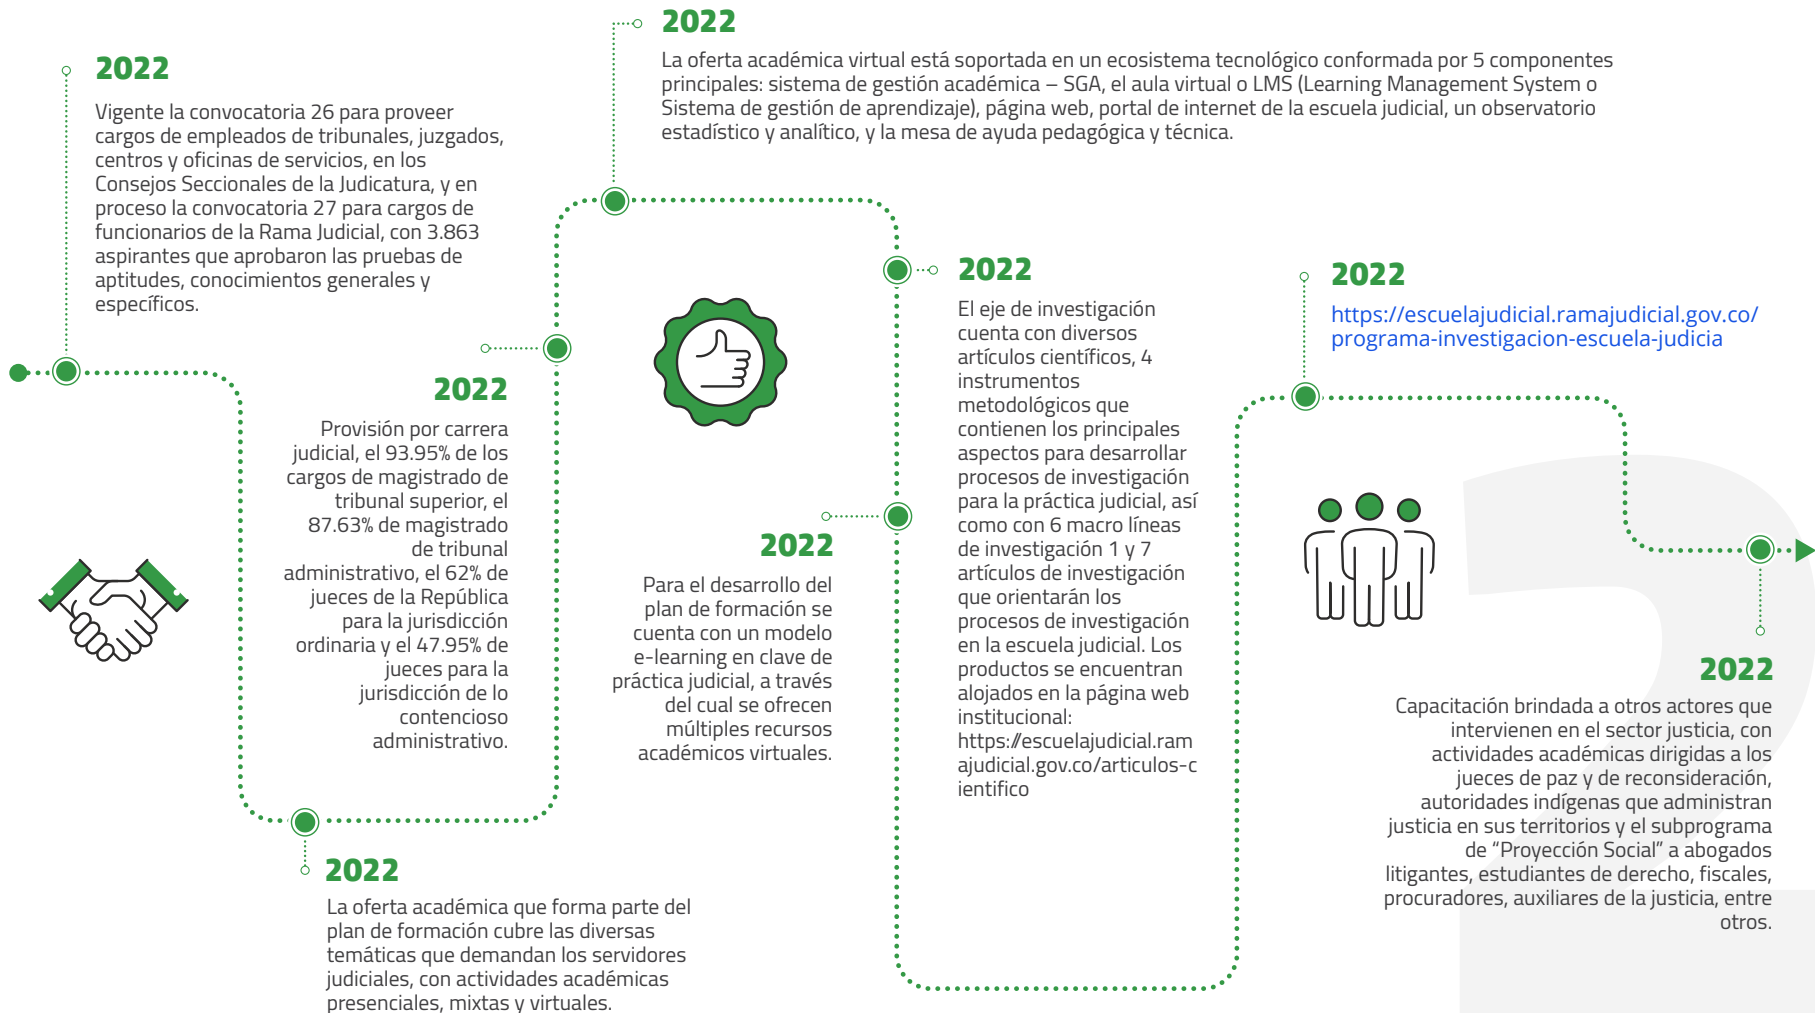 2022
Vigente la convocatoria 26 para proveer
cargos de empleados de tribunales, juzgados,
centros y oficinas de servicios, en los
Consejos Seccionales de la Judicatura, y en
proceso la convocatoria 27 para cargos de
funcionarios de la Rama Judicial, con 3.863
aspirantes que aprobaron las pruebas de
aptitudes, conocimientos generales y
específicos.
2022
Provisión por carrera
judicial, el 93.95% de los
cargos de magistrado de
tribunal superior, el
87.63% de magistrado
de tribunal
administrativo, el 62% de
jueces de la República
para la jurisdicción
ordinaria y el 47.95% de
jueces para la
jurisdicción de lo
contencioso
administrativo.
2022
La oferta académica que forma parte del
plan de formación cubre las diversas
temáticas que demandan los servidores
judiciales, con actividades académicas
presenciales, mixtas y virtuales.
2022
La oferta académica virtual está soportada en un ecosistema tecnológico conformada por 5 componentes
principales: sistema de gestión académica – SGA, el aula virtual o LMS (Learning Management System o
Sistema de gestión de aprendizaje), página web, portal de internet de la escuela judicial, un observatorio
estadístico y analítico, y la mesa de ayuda pedagógica y técnica.
2022
Para el desarrollo del
plan de formación se
cuenta con un modelo
e-learning en clave de
práctica judicial, a través
del cual se ofrecen
múltiples recursos
académicos virtuales.
2022
El eje de investigación
cuenta con diversos
artículos científicos, 4
instrumentos
metodológicos que
contienen los principales
aspectos para desarrollar
procesos de investigación
para la práctica judicial, así
como con 6 macro líneas
de investigación 1 y 7
artículos de investigación
que orientarán los
procesos de investigación
en la escuela judicial. Los
productos se encuentran
alojados en la página web
institucional:
https://escuelajudicial.ram
ajudicial.gov.co/articulos-c
ientifico
2022
https://escuelajudicial.ramajudicial.gov.co/
programa-investigacion-escuela-judicia
2022
Capacitación brindada a otros actores que
intervienen en el sector justicia, con
actividades académicas dirigidas a los
jueces de paz y de reconsideración,
autoridades indígenas que administran
justicia en sus territorios y el subprograma
de “Proyección Social” a abogados
litigantes, estudiantes de derecho, fiscales,
procuradores, auxiliares de la justicia, entre
otros.
2